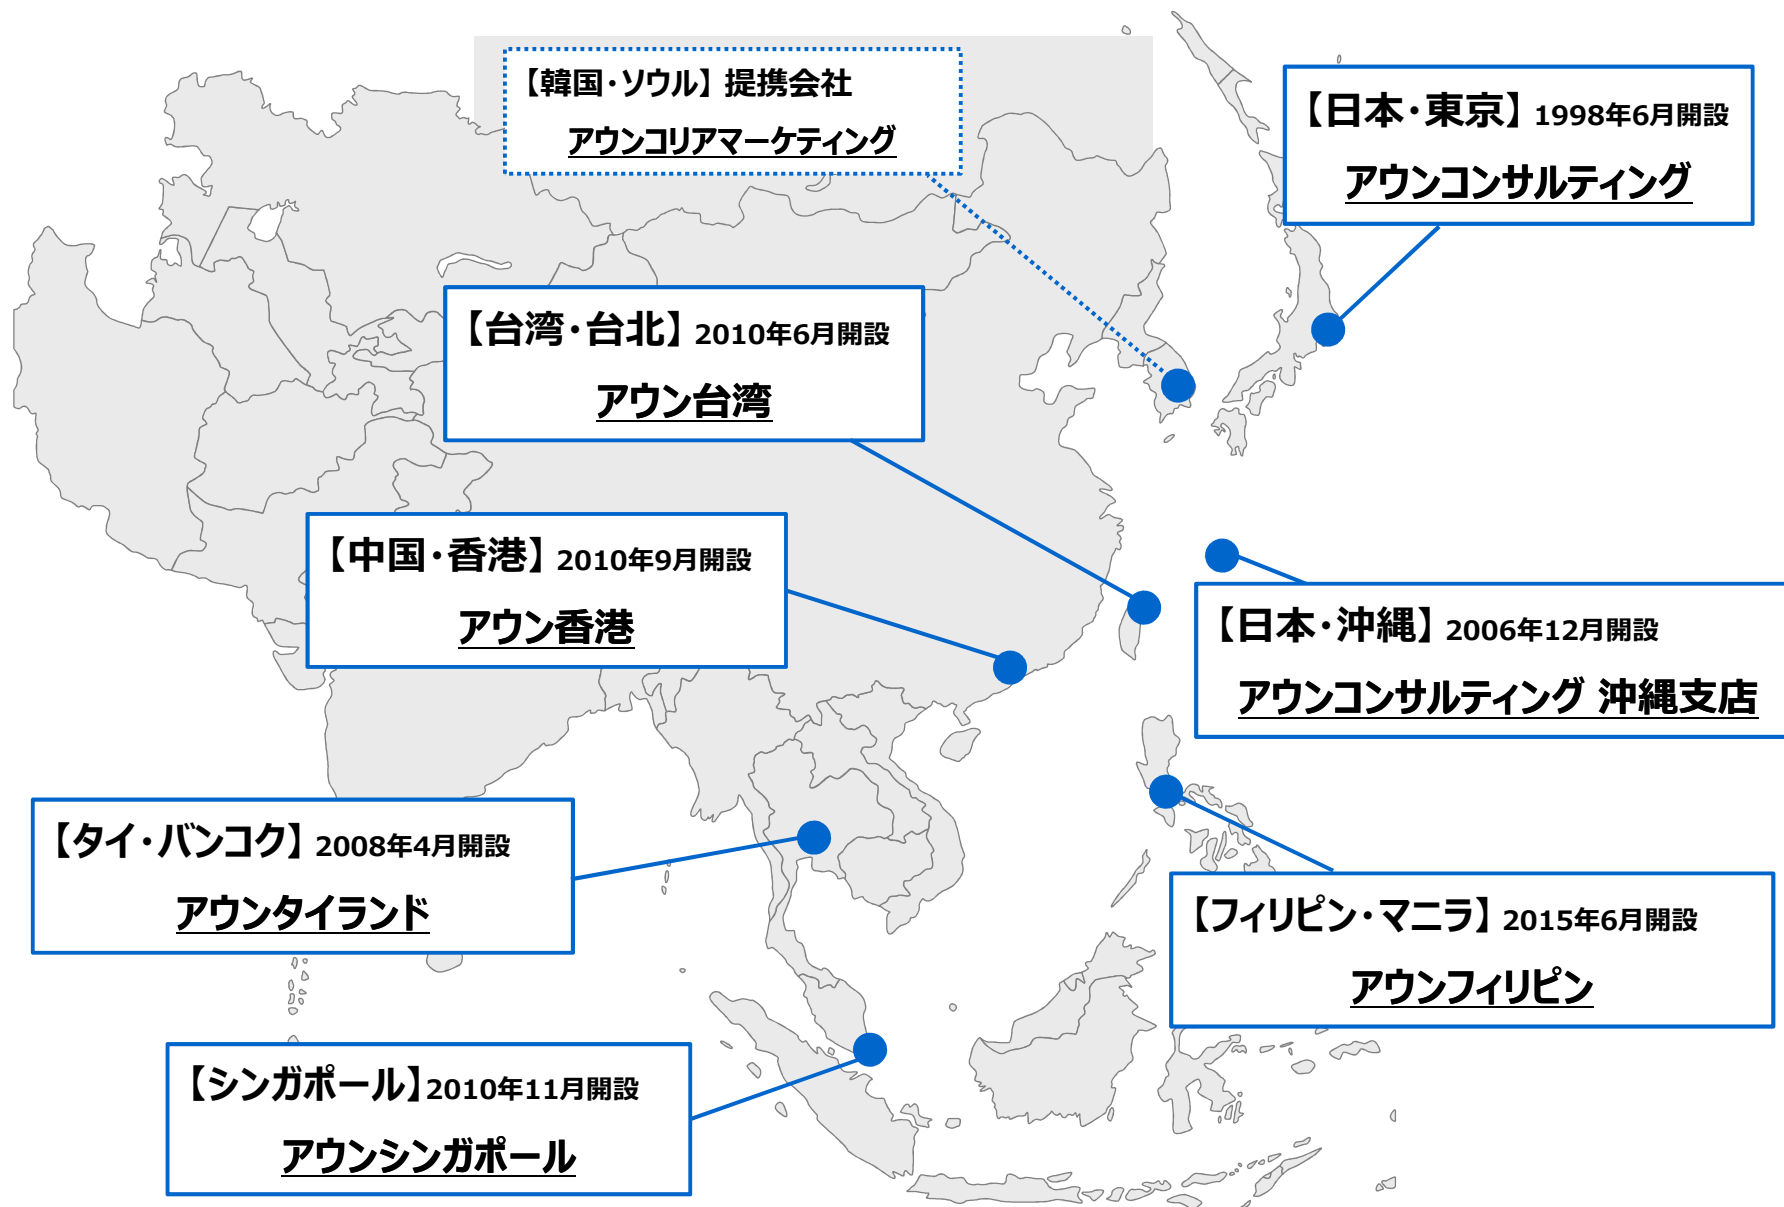 【韓国・ソウル】 提携会社
アウンコリアマーケティング
【日本・東京】 1998年6月開設
アウンコンサルティング
【台湾・台北】 2010年6月開設
アウン台湾
【中国・香港】 2010年9月開設
アウン香港
【日本・沖縄】 2006年12月開設
アウンコンサルティング 沖縄支店
【タイ・バンコク】 2008年4月開設
アウンタイランド
【フィリピン・マニラ】 2015年6月開設
アウンフィリピン
【シンガポール】2010年11月開設
アウンシンガポール